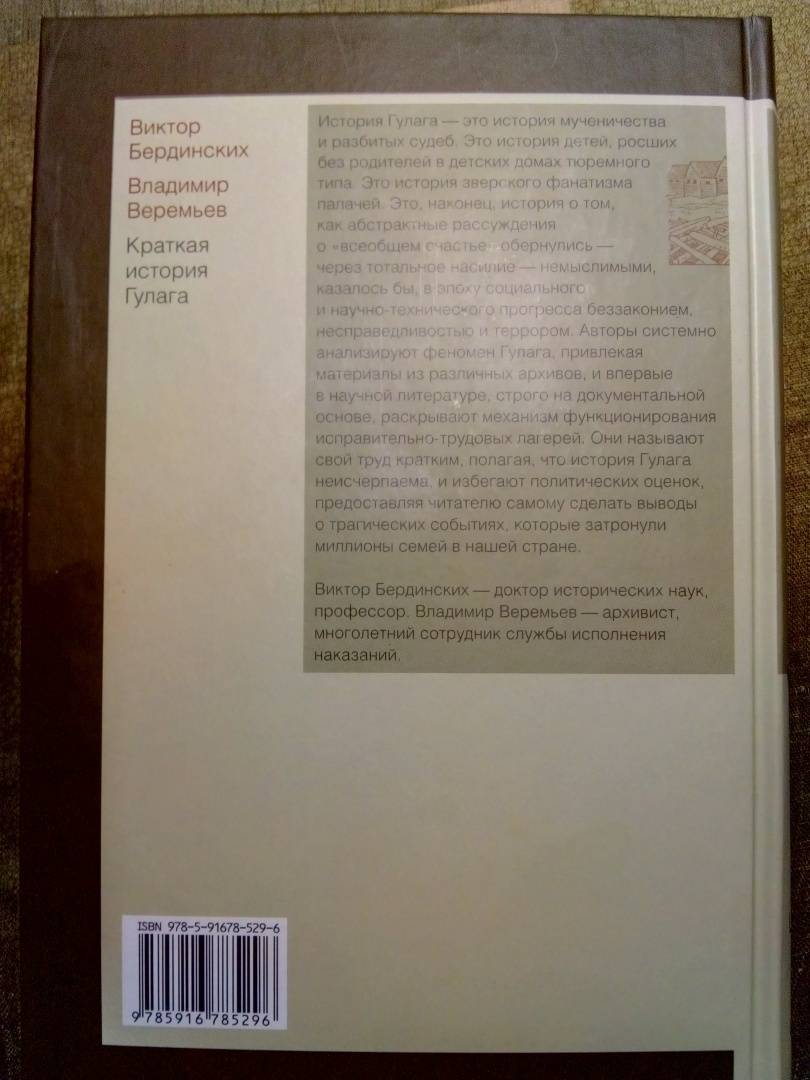 Виктор
Бердинских
Владимир
Веремьев
Краткая
история
Гулага
История Гулага — это история мученичества
и разбитых судеб. Это история детей, росших
без родителей в детских домах тюремного
типа. Это история зверского фанатизма
палачей. Это, наконец, история о том,
как абстрактные рассуждения
о «всеобщем счастье» обернулись —
через тотальное насилие — немыслимыми,
казалось бы, в эпоху социального
и научно-технического прогресса беззаконием,
несправедливостью и террором. Авторы системно
анализируют феномен Гулага, привлекая
материалы из различных архивов, и впервые
в научной литературе, строго на документальной
основе, раскрывают механизм функционирования
исправительно-трудовых лагерей. Они называют
свой труд кратким, полагая, что история Гулага
неисчерпаема, и избегают политических оценок,
предоставляя читателю самому сделать выводы
о трагических событиях, которые затронули
миллионы семей в нашей стране.
Виктор Бердинских — доктор исторических наук,
профессор. Владимир Веремьев — архивист,
многолетний сотрудник службы исполнения
наказаний.
ISBN 978-5-91678-529-6
9 785916 785296